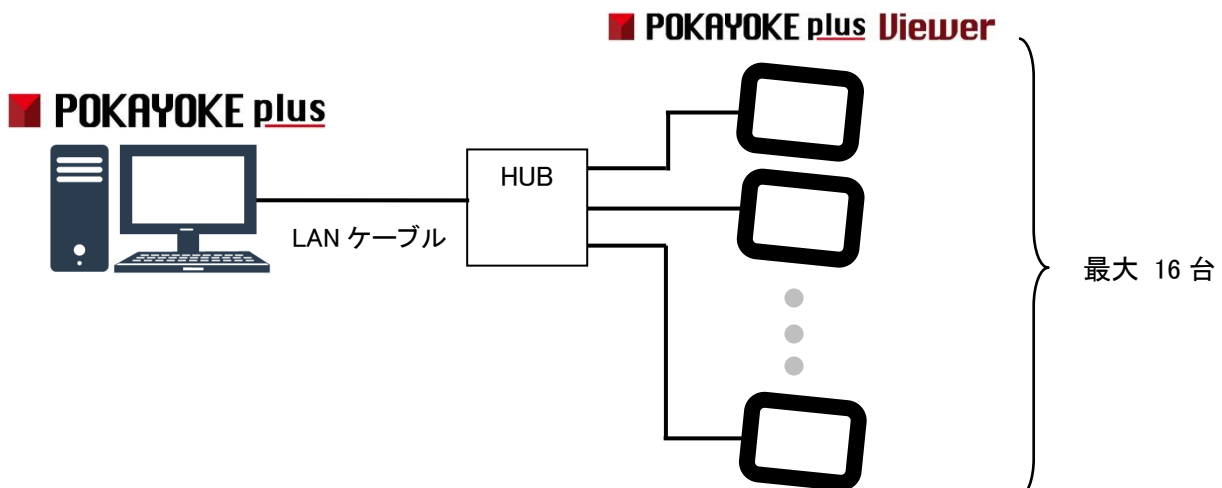 POKAYOKE plus Viewer
POKAYOKE plus
HUB
LAN ケーブル
最大 16 台